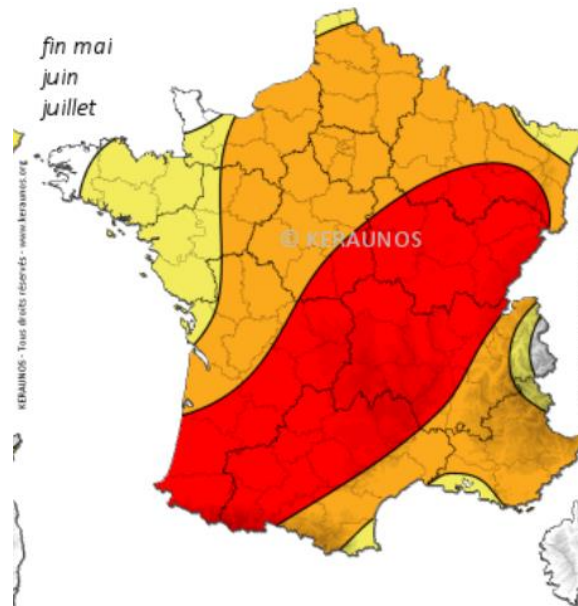 fin mai
juin
juillet
© KERAUNOS
KERAUNOS - Tous droits réservés - www.keraunos.org